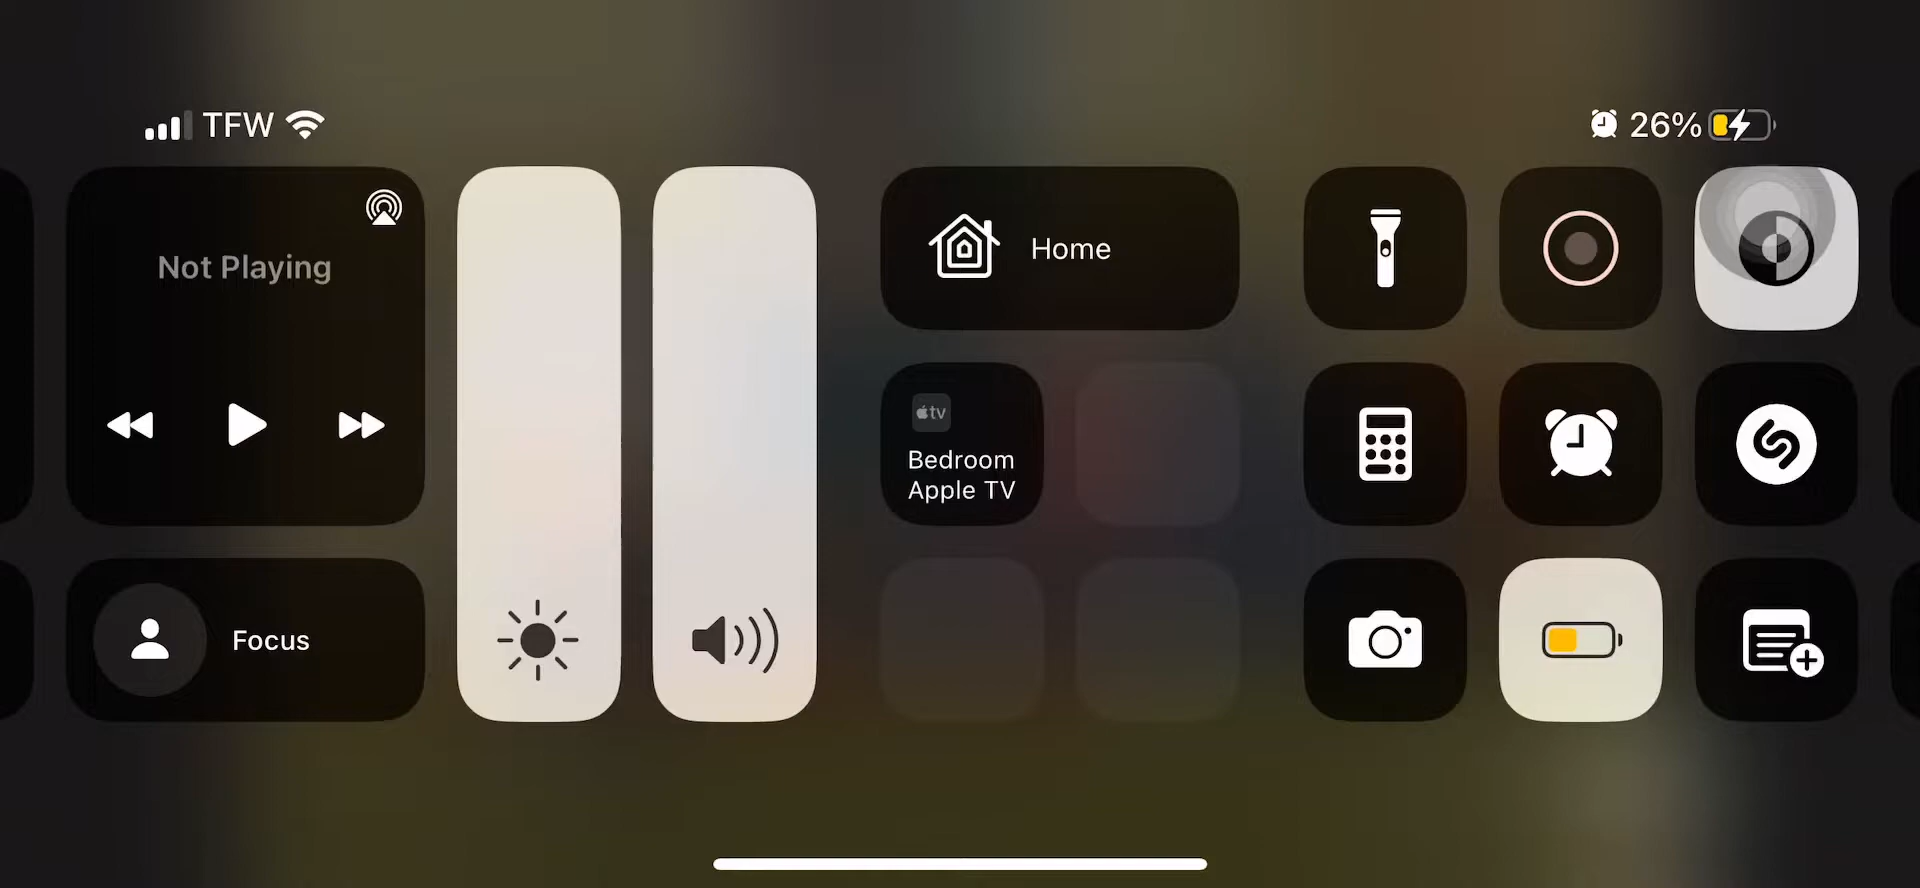 TFW
26%
Not Playing
Home
tv
Bedroom
Apple TV
Focus